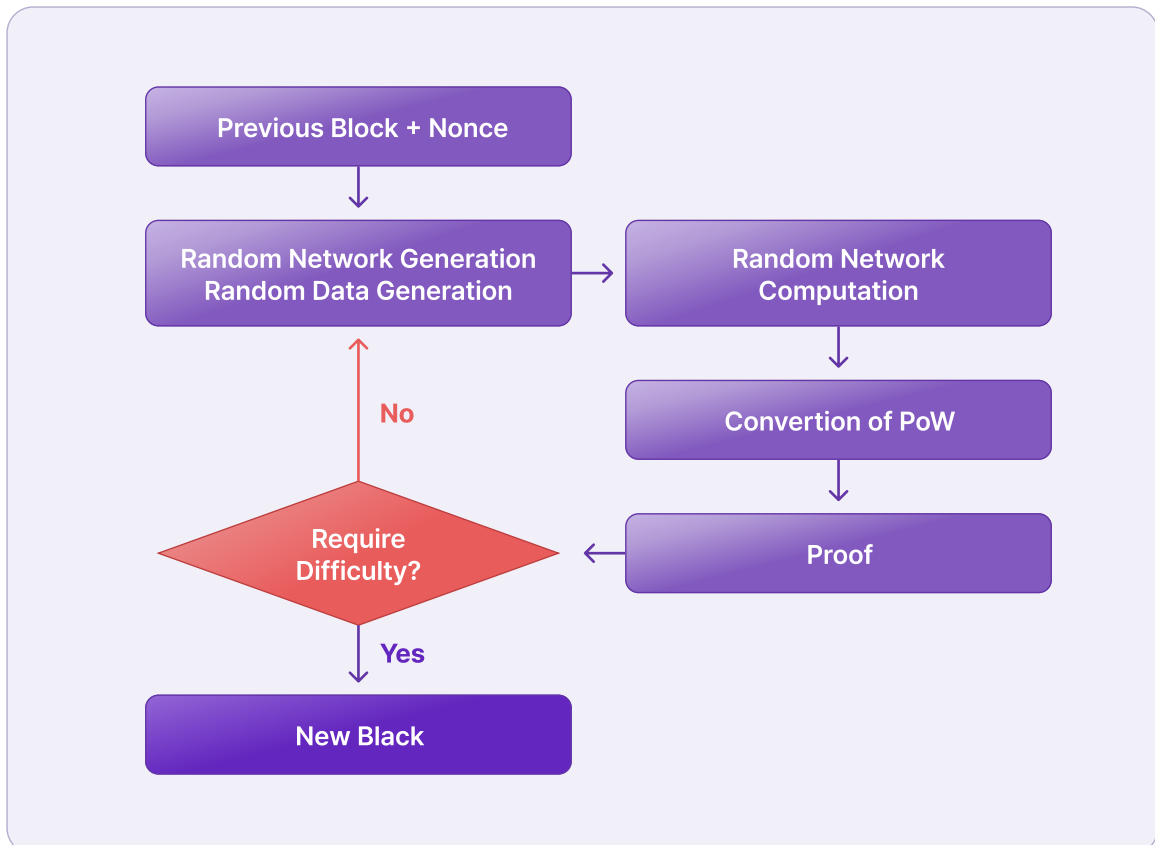 Previous Block + Nonce
Random Network Generation
Random Data Generation
Random Network
Computation
Convertion of PoW
Proof
Require
Difficulty?
No
Yes
New Black